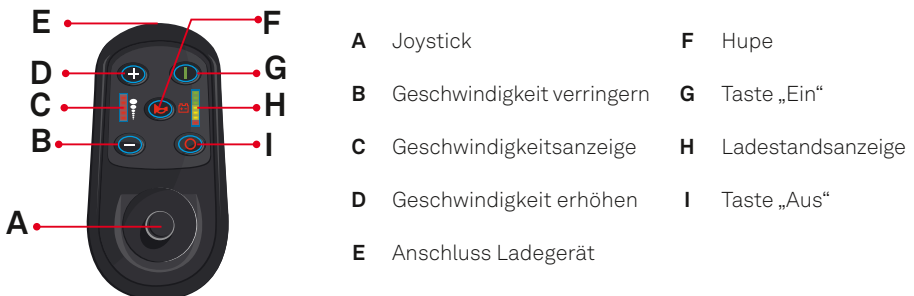 E
F
D
G
C
H
B
I
A
A Joystick
B Geschwindigkeit verringern
C Geschwindigkeitsanzeige
D Geschwindigkeit erhöhen
E Anschluss Ladegerät
F Hupe
G Taste „Ein“
H Ladestandsanzeige
I Taste „Aus“